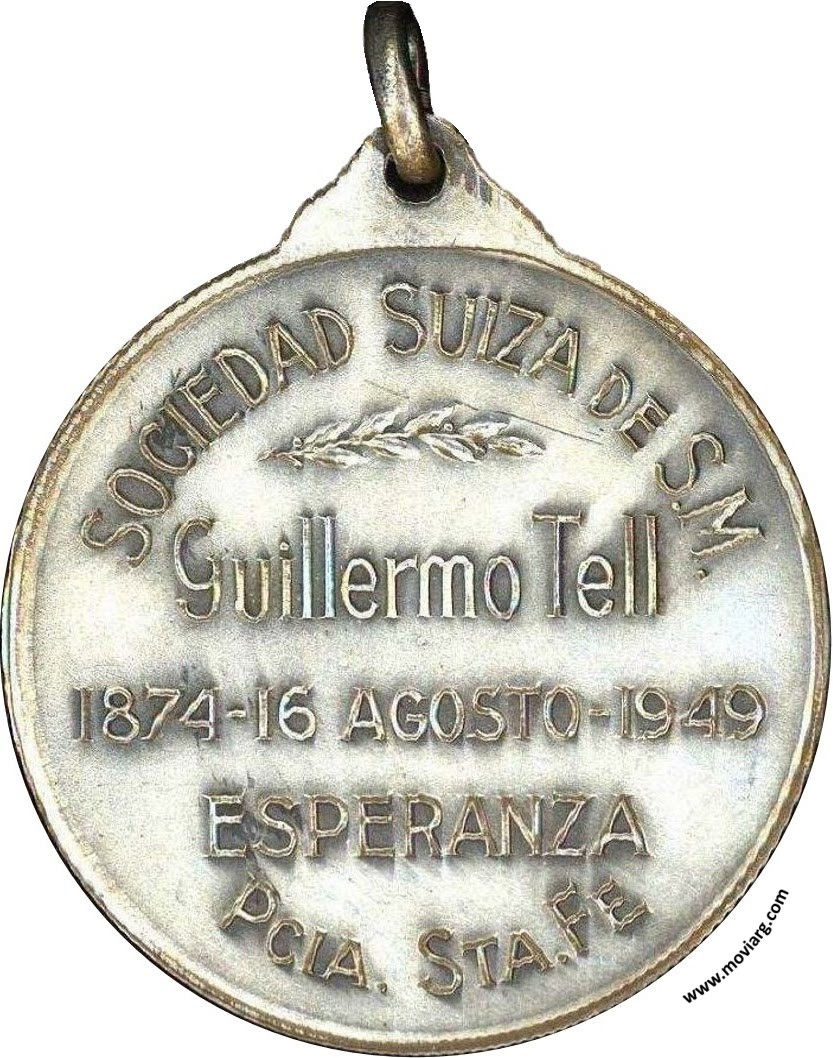 SOCIEDAD SUIZA DE S.M.
Guillermo Tell
1874-16 AGOSTO-1949
ESPERANZA
PCIA. STA.FE
www.moviarg.com